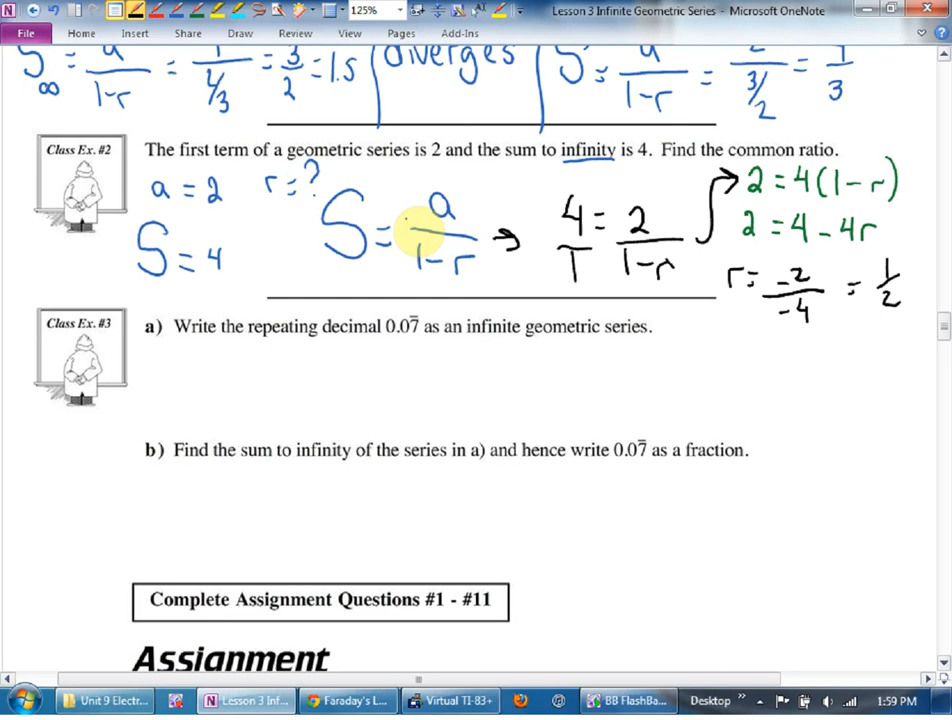 Lesson 3 Infinite Geometric Series - Microsoft OneNote
125%
File Home Insert Share Draw Review View Pages Add-Ins
S∞ = a/(1-r) = 1/(2/3) = 3/2 = 1.5
diverges
= a/(1-r) = = 1/3
Class Ex. #2
The first term of a geometric series is 2 and the sum to infinity is 4. Find the common ratio.
a = 2 r = ?
S = 4
S = a/(1-r) → 4/1 = 2/(1-r)
2 = 4(1-r)
2 = 4 - 4r
r = -2/-4 = 1/2
Class Ex. #3
a) Write the repeating decimal 0.07̅ as an infinite geometric series.
b) Find the sum to infinity of the series in a) and hence write 0.07̅ as a fraction.
Complete Assignment Questions #1 - #11
Assignment
Unit 9 Electr... Lesson 3 Inf... Faraday's L... Virtual TI-83+ BB FlashBa... Desktop 1:59 PM